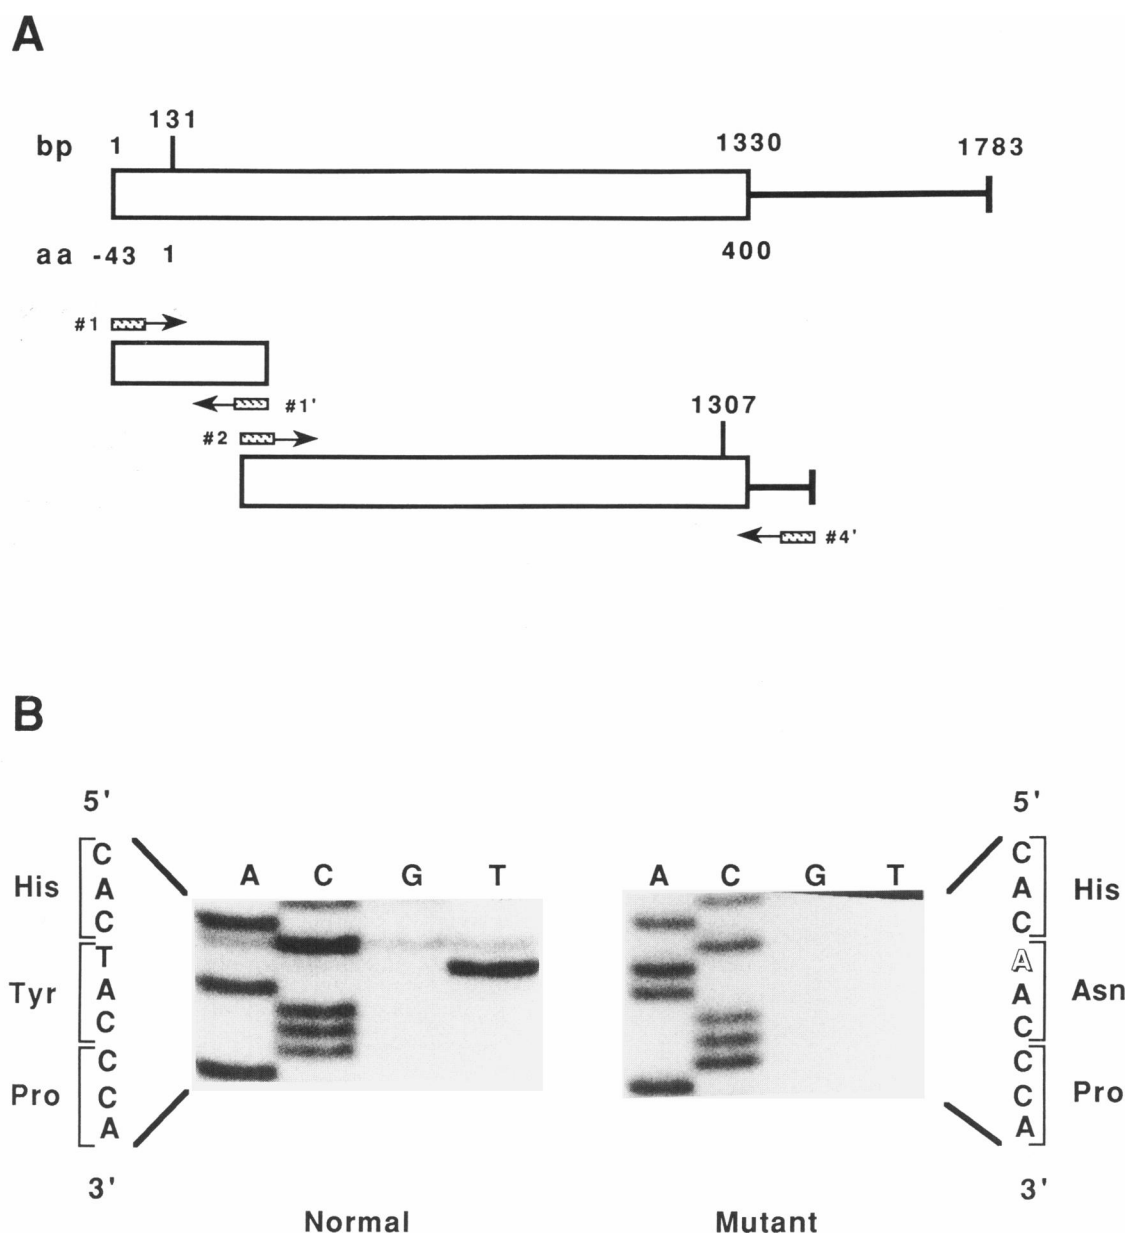 A
131
bp 1 1330 1783
aa -43 1 400
#1
#1'
1307
#2
#4'
B
5' 5'
A C G T A C G T
C C
His A A His
C C
T A
Tyr A A Asn
C C
C C
Pro C C Pro
A A
3' 3'
Normal Mutant